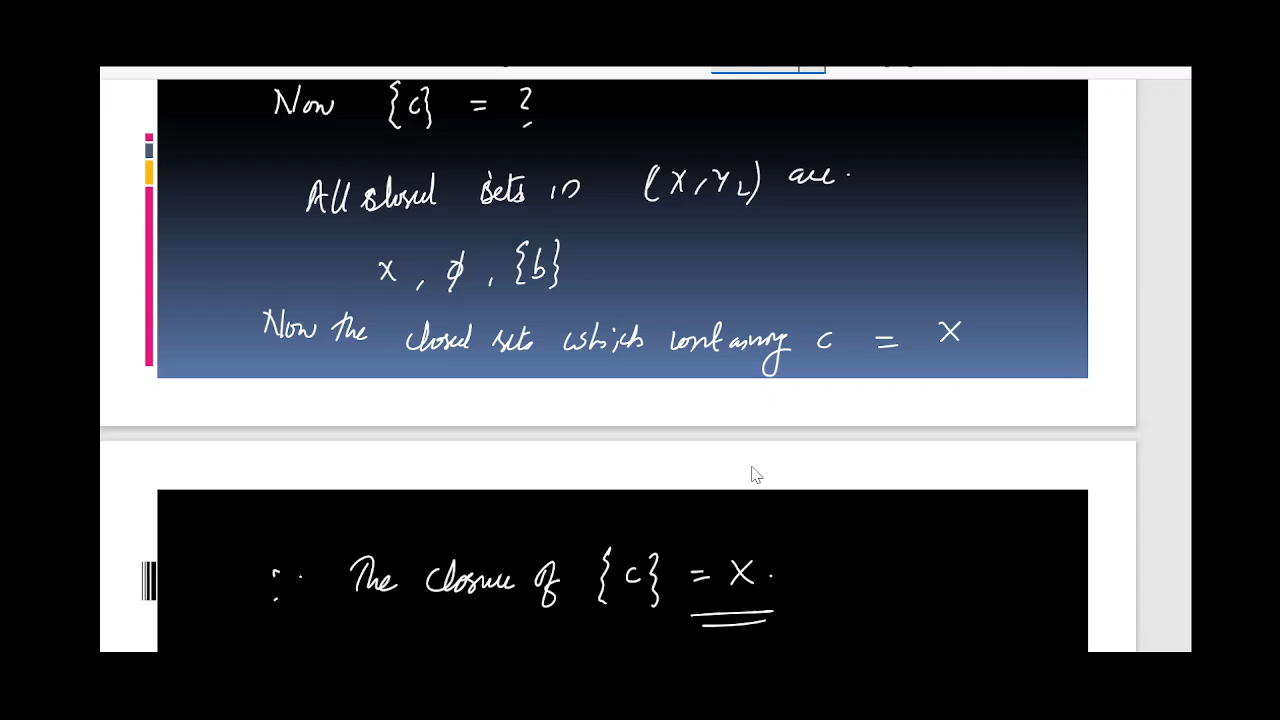 Now {c} = ?
All closed sets in (X, τ2) are.
X, φ, {b}
Now the closed sets which containing c = X
∴ The closure of {c} = X.